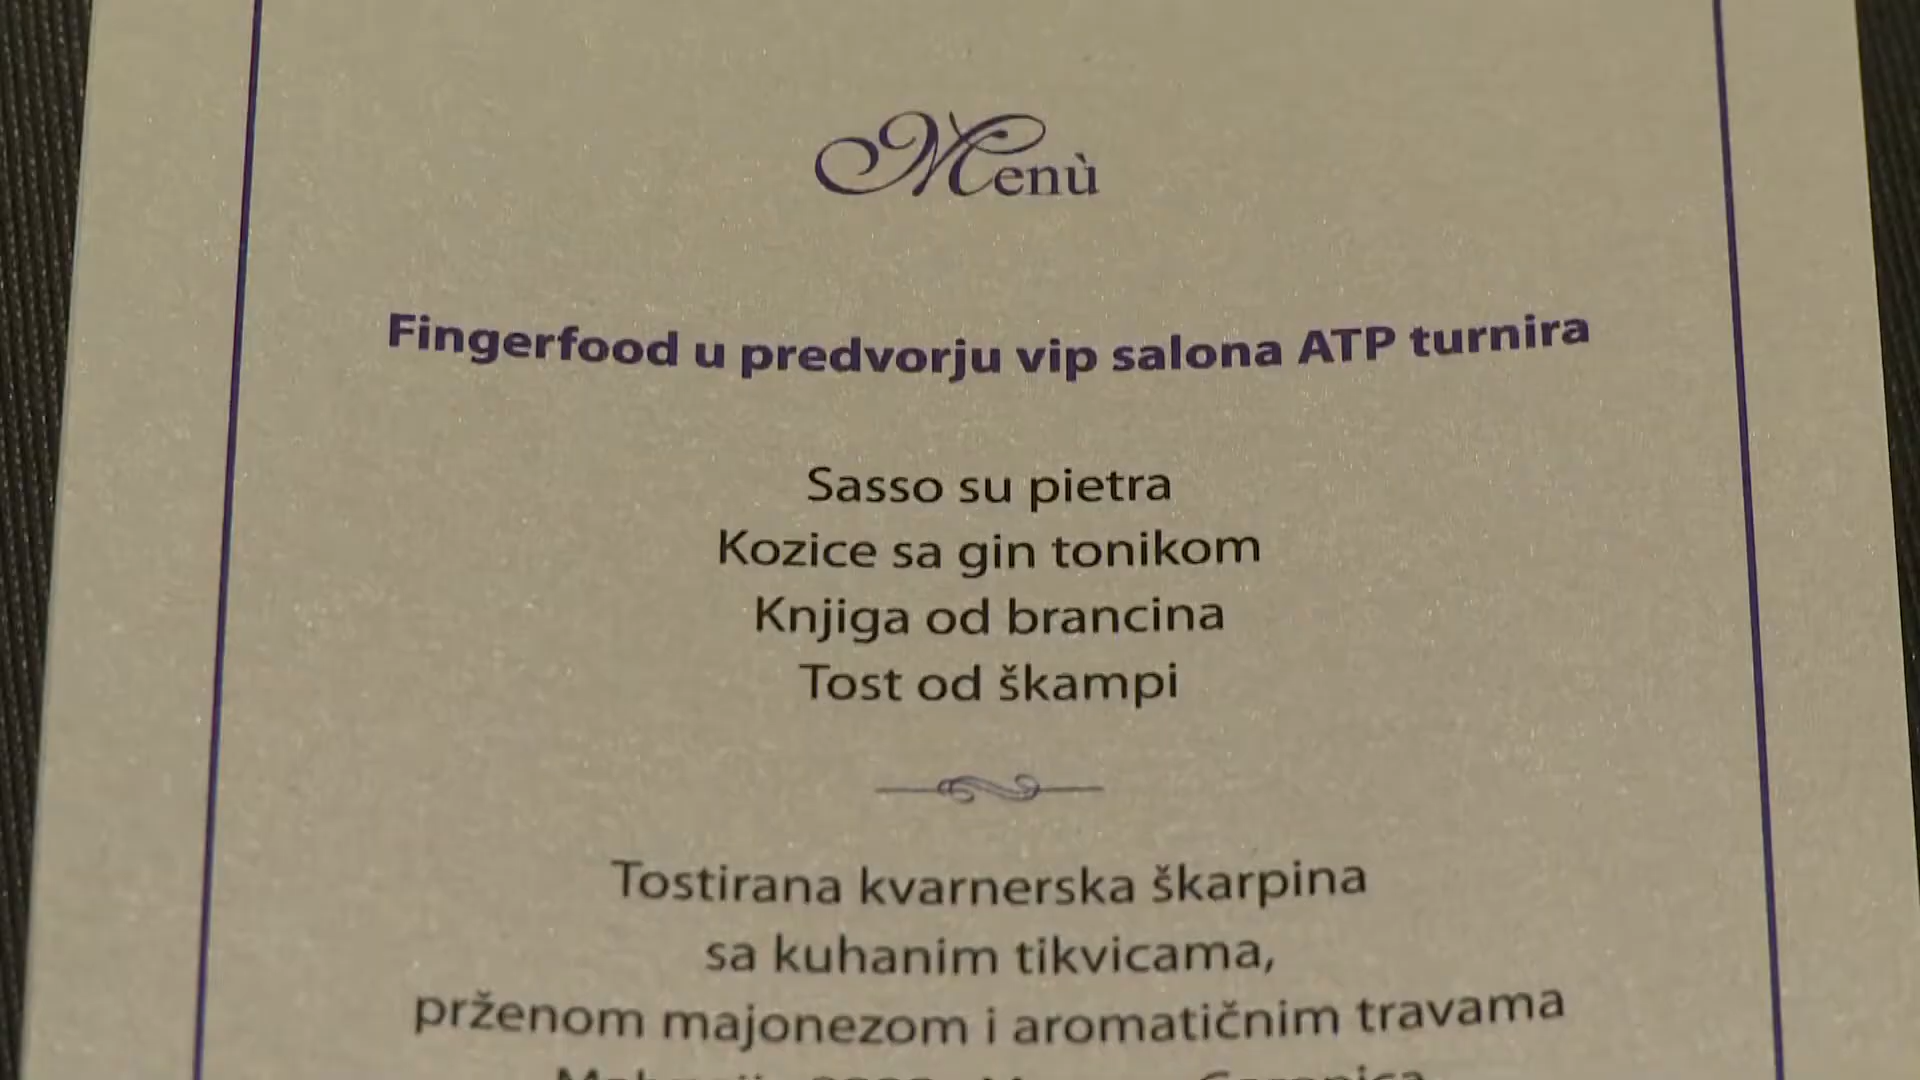 Menù
Fingerfood u predvorju vip salona ATP turnira
Sasso su pietra
Kozice sa gin tonikom
Knjiga od brancina
Tost od škampi
Tostirana kvarnerska škarpina
sa kuhanim tikvicama,
prženom majonezom i aromatičnim travama